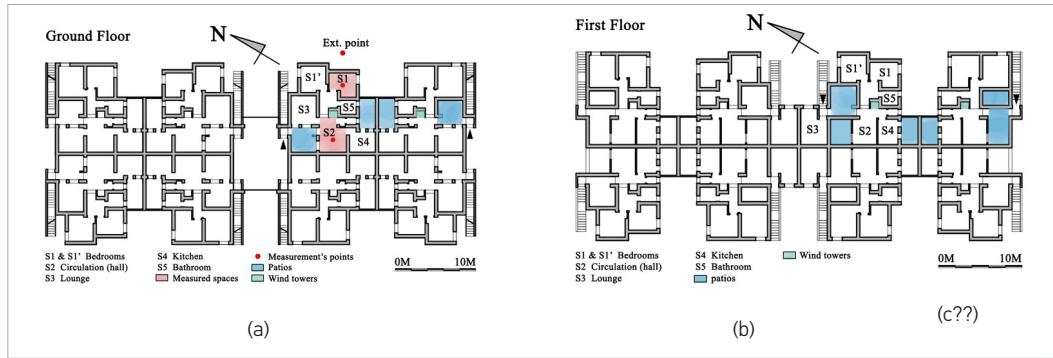 Ground Floor
N
Ext. point
S1'
S1
S3
S5
S2
S4
S1 & S1' Bedrooms
S2 Circulation (hall)
S3 Lounge
S4 Kitchen
S5 Bathroom
Measured spaces
Measurement's points
Patios
Wind towers
0M 10M
(a)
First Floor
N
S1'
S1
S5
S3
S2
S4
S1 & S1' Bedrooms
S2 Circulation (hall)
S3 Lounge
S4 Kitchen
S5 Bathroom
patios
Wind towers
0M 10M
(b)
(c??)